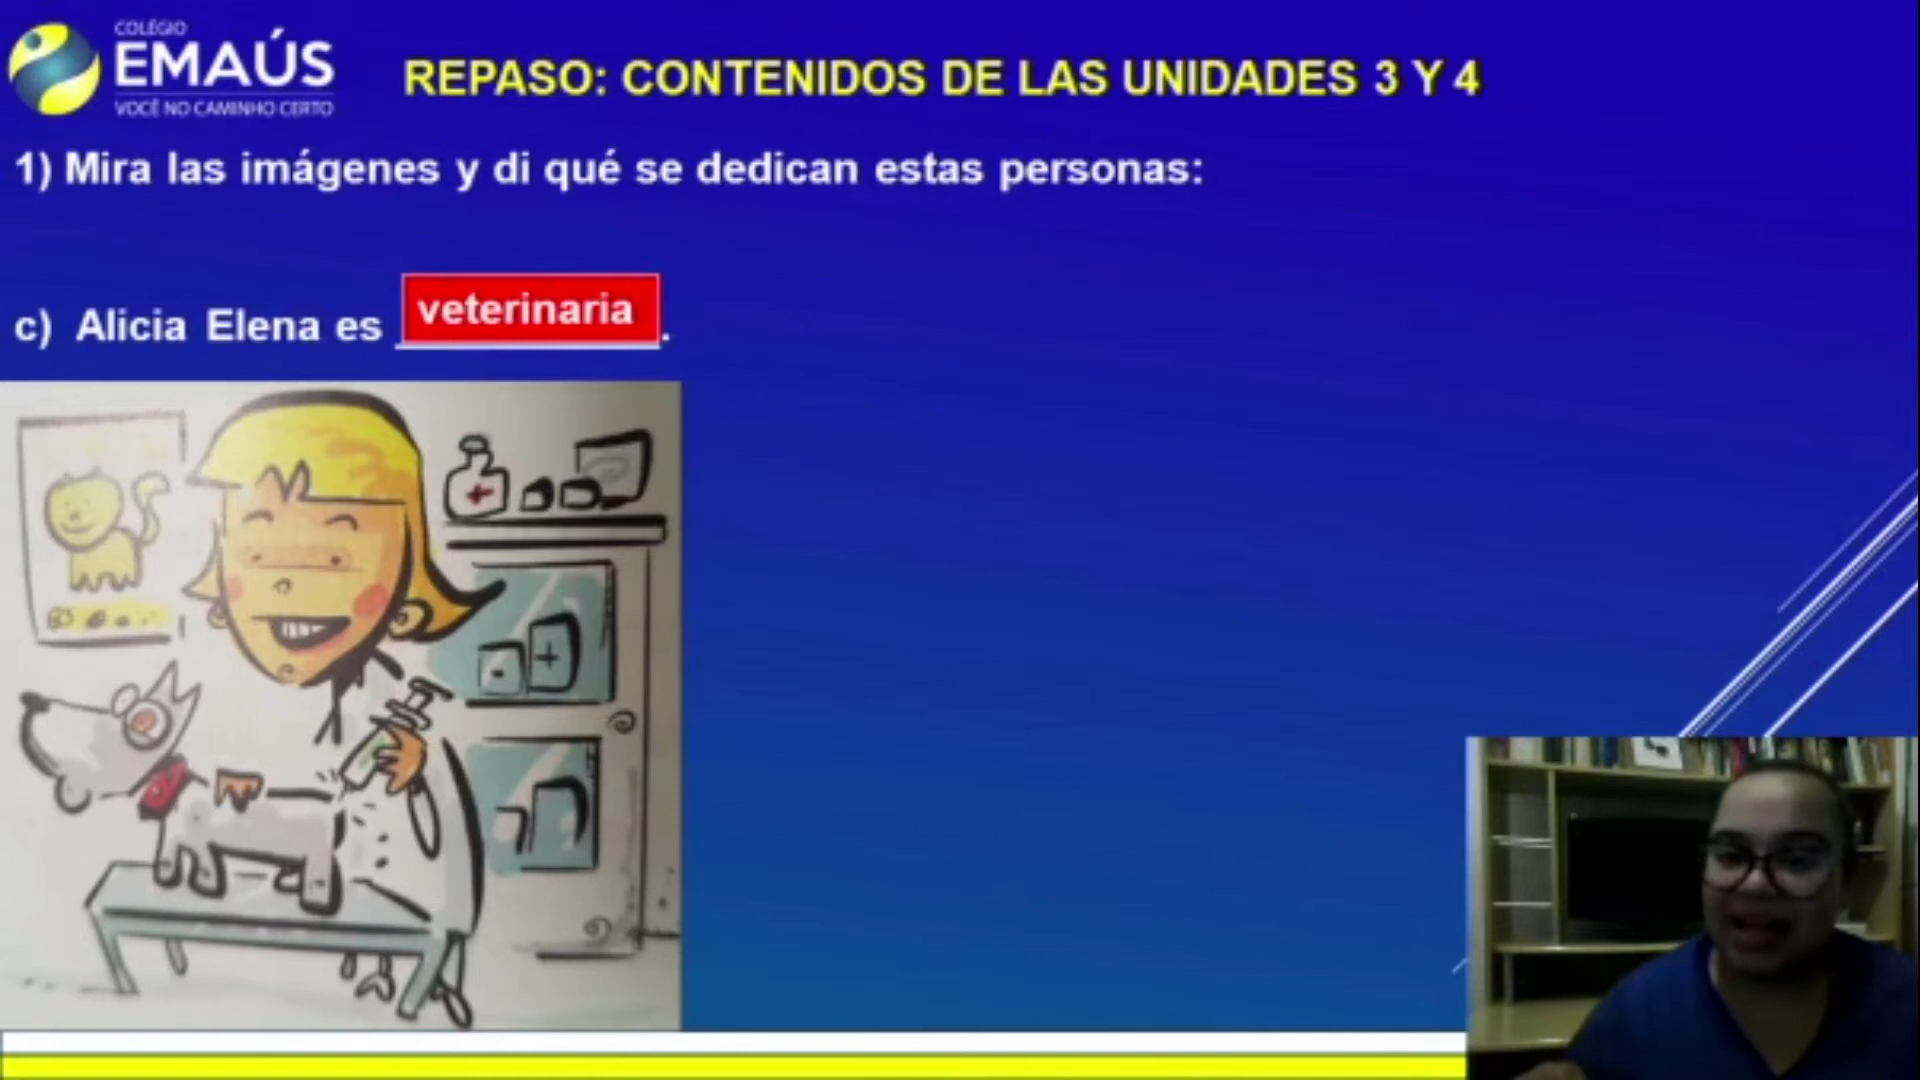 COLÉGIO
EMAÚS
VOCÊ NO CAMINHO CERTO
REPASO: CONTENIDOS DE LAS UNIDADES 3 Y 4
1) Mira las imágenes y di qué se dedican estas personas:
c) Alicia Elena es veterinaria.